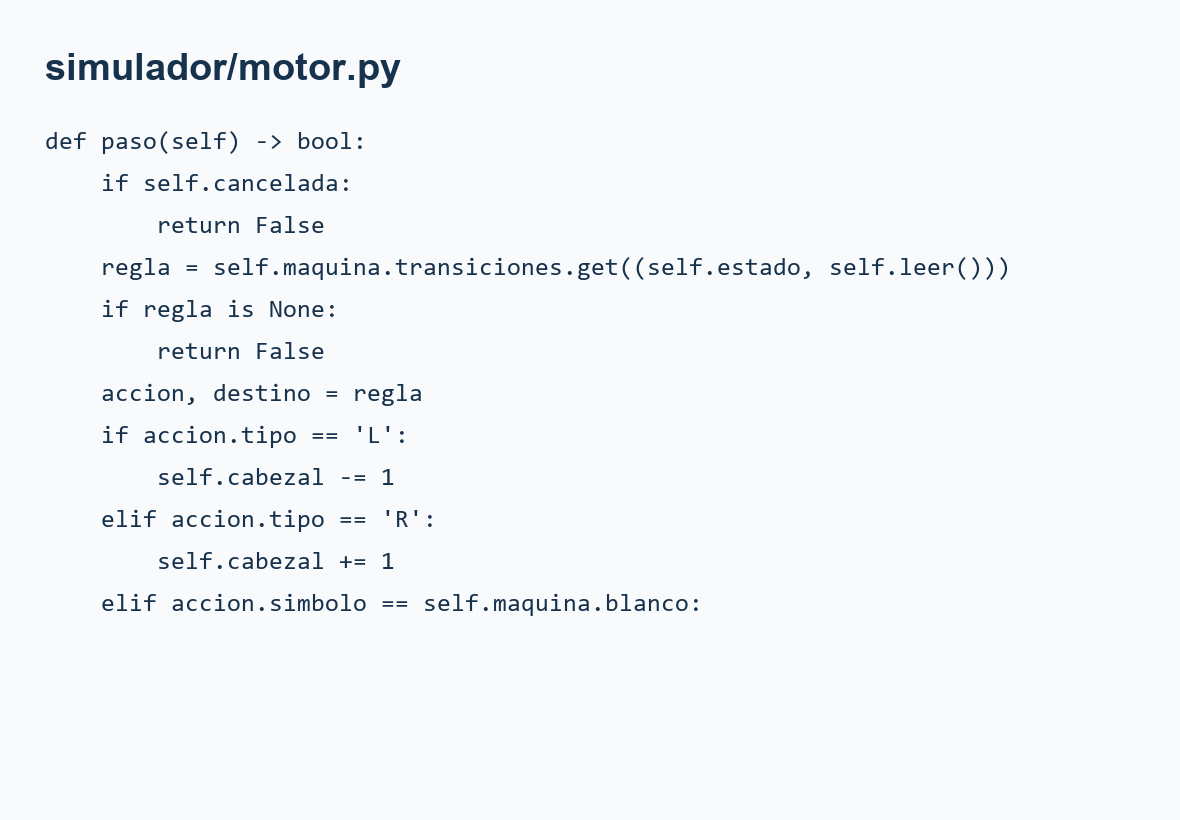 simulador/motor.py
def paso(self) -> bool:
    if self.cancelada:
        return False
    regla = self.maquina.transiciones.get((self.estado, self.leer()))
    if regla is None:
        return False
    accion, destino = regla
    if accion.tipo == 'L':
        self.cabezal -= 1
    elif accion.tipo == 'R':
        self.cabezal += 1
    elif accion.simbolo == self.maquina.blanco: